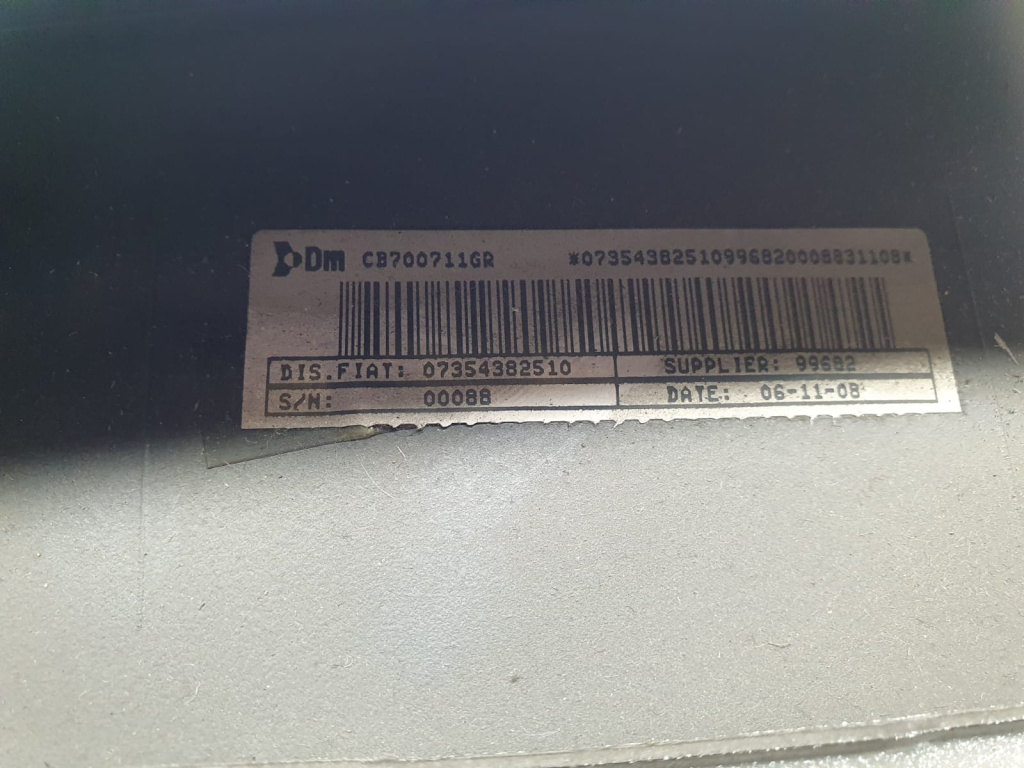 Dm CB700711GR *07354382510996820008831108*
DIS.FIAT: 07354382510 SUPPLIER: 99682
S/N: 00088 DATE: 06-11-08